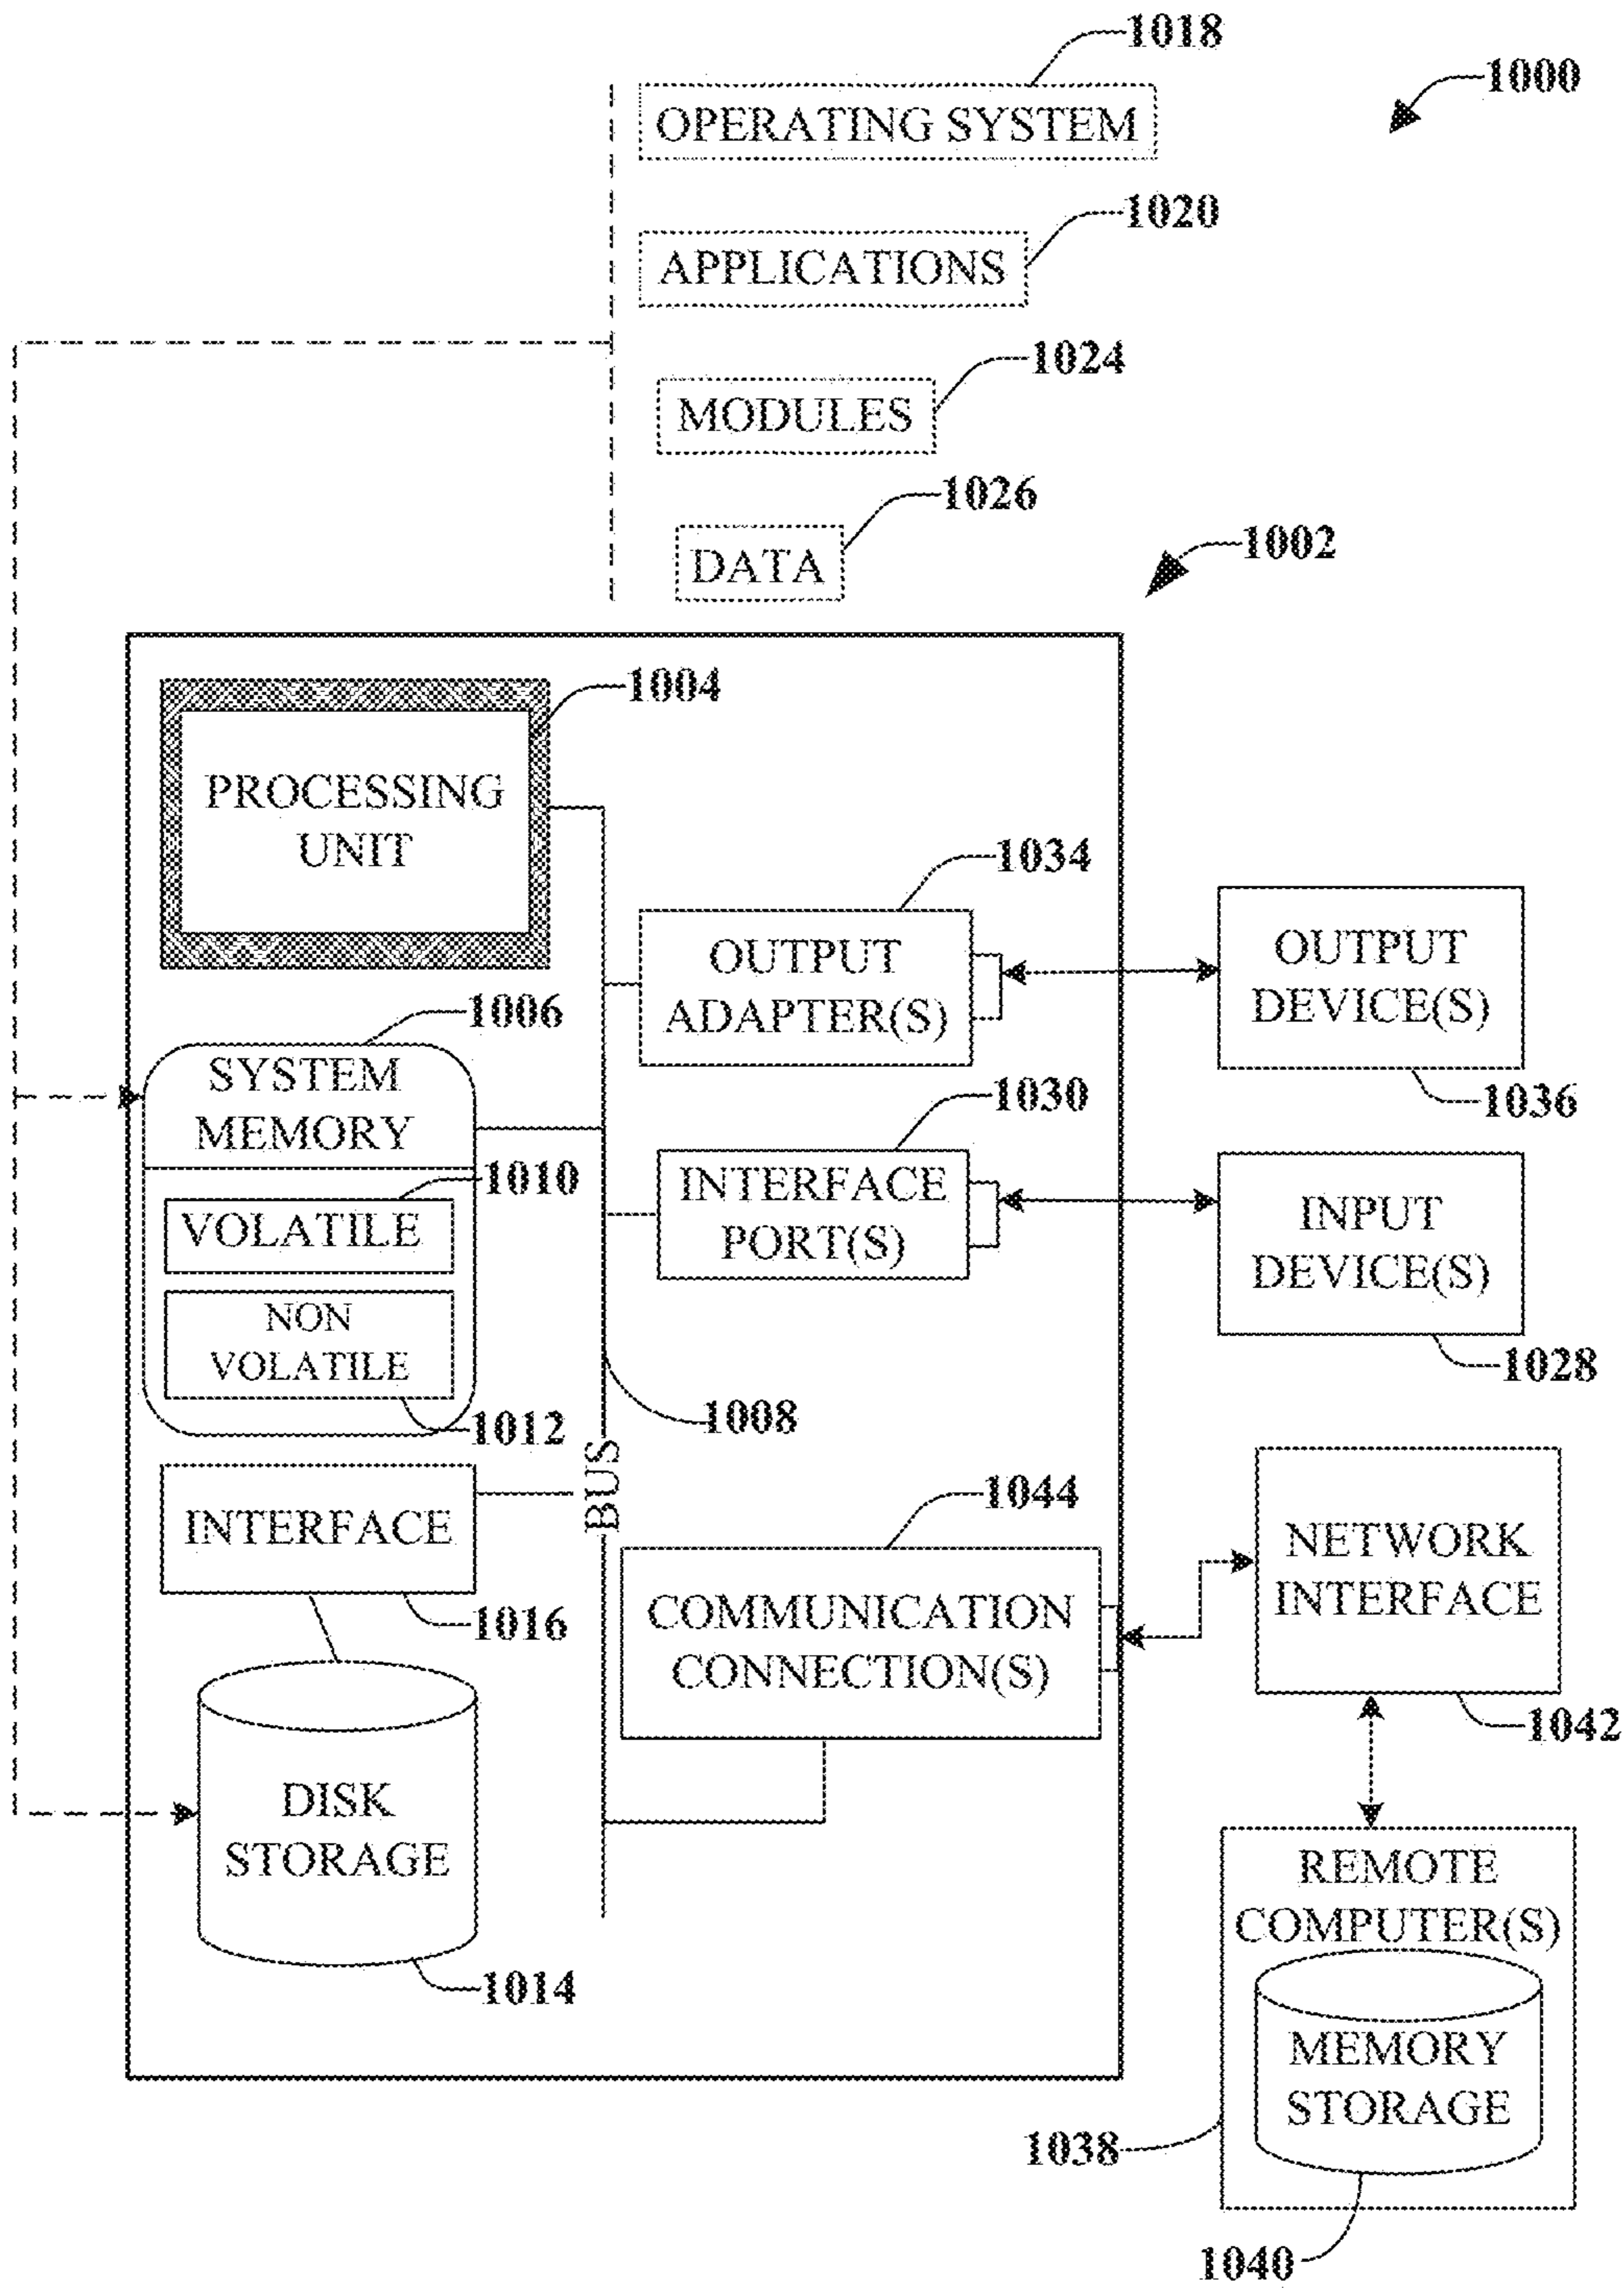 1018
1000
OPERATING SYSTEM
1020
APPLICATIONS
1024
MODULES
1026
DATA
1002
1004
PROCESSING
UNIT
1034
OUTPUT
ADAPTER(S)
OUTPUT
DEVICE(S)
1036
1006
SYSTEM
MEMORY
1030
INTERFACE
PORT(S)
INPUT
DEVICE(S)
1028
1010
VOLATILE
NON
VOLATILE
1012
1008
BUS
INTERFACE
1016
1044
COMMUNICATION
CONNECTION(S)
NETWORK
INTERFACE
1042
DISK
STORAGE
1014
REMOTE
COMPUTER(S)
MEMORY
STORAGE
1038
1040